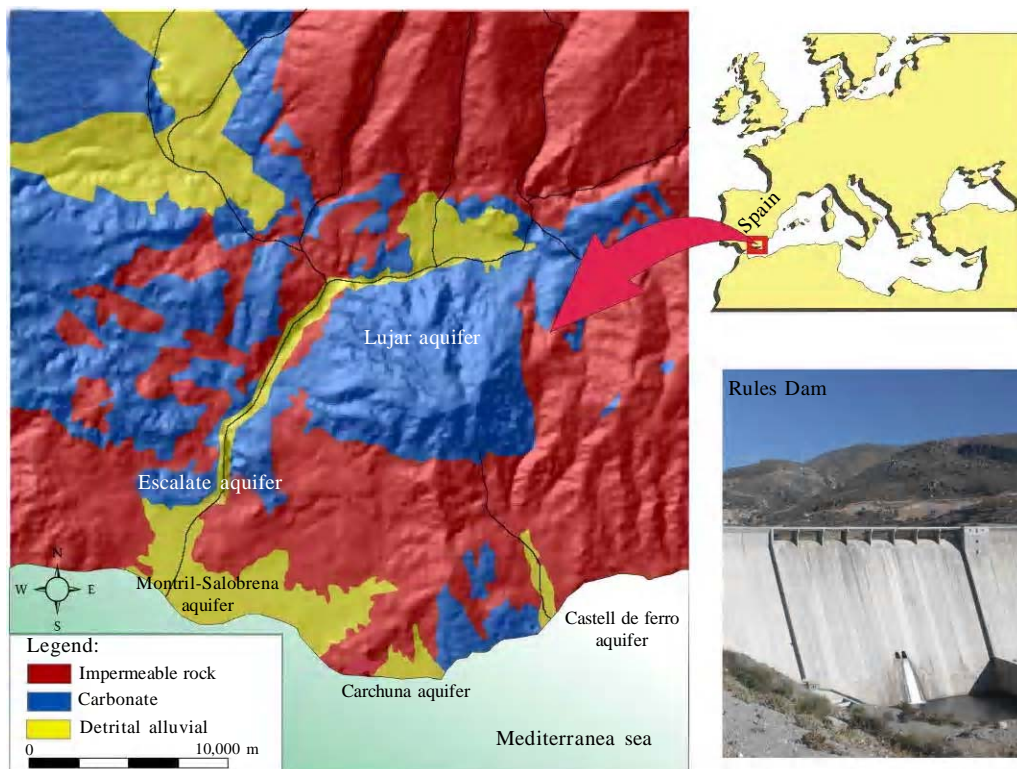 Spain
Lujar aquifer
Rules Dam
Escalate aquifer
N
W
E
S
Montril-Salobrena
aquifer
Castell de ferro
aquifer
Legend:
Impermeable rock
Carbonate
Detrital alluvial
0
10,000 m
Carchuna aquifer
Mediterranea sea